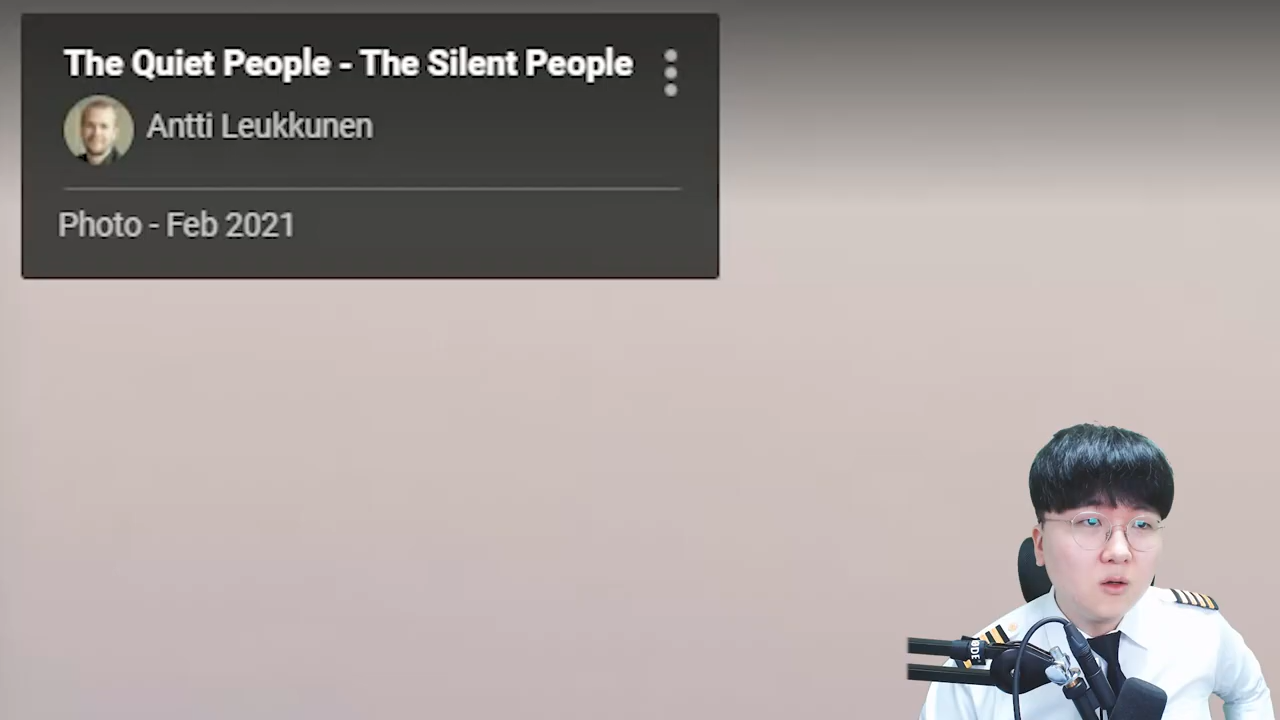 The Quiet People - The Silent People
Antti Leukkunen
Photo - Feb 2021